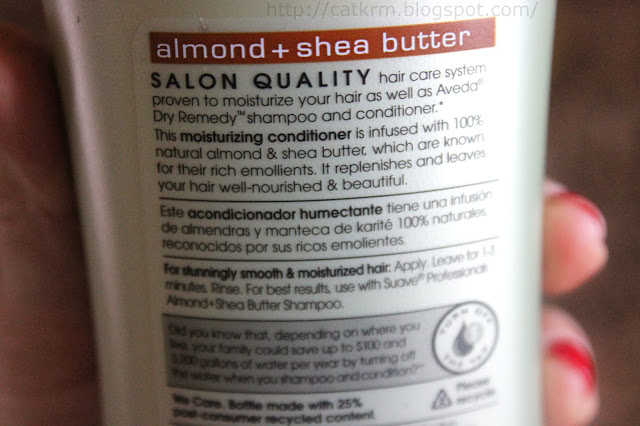 http://catkrm.blogspot.com/
almond + shea butter
SALON QUALITY hair care system
proven to moisturize your hair as well as Aveda®
Dry Remedy™ shampoo and conditioner.*
This moisturizing conditioner is infused with 100%
natural almond & shea butter, which are known
for their rich emollients. It replenishes and leaves
your hair well-nourished & beautiful.
Este acondicionador humectante tiene una infusión
de almendras y manteca de karité 100% naturales,
reconocidos por sus ricos emolientes.
For stunningly smooth & moisturized hair: Apply. Leave for 1-3
minutes. Rinse. For best results, use with Suave® Professionals
Almond+Shea Butter Shampoo.
Did you know that, depending on where you
live, your family could save up to $100 and
3,200 gallons of water per year by turning off
the water when you shampoo and condition?**
TURN OFF
THE TAP
We Care. Bottle made with 25%
post-consumer recycled content.
Please
recycle.